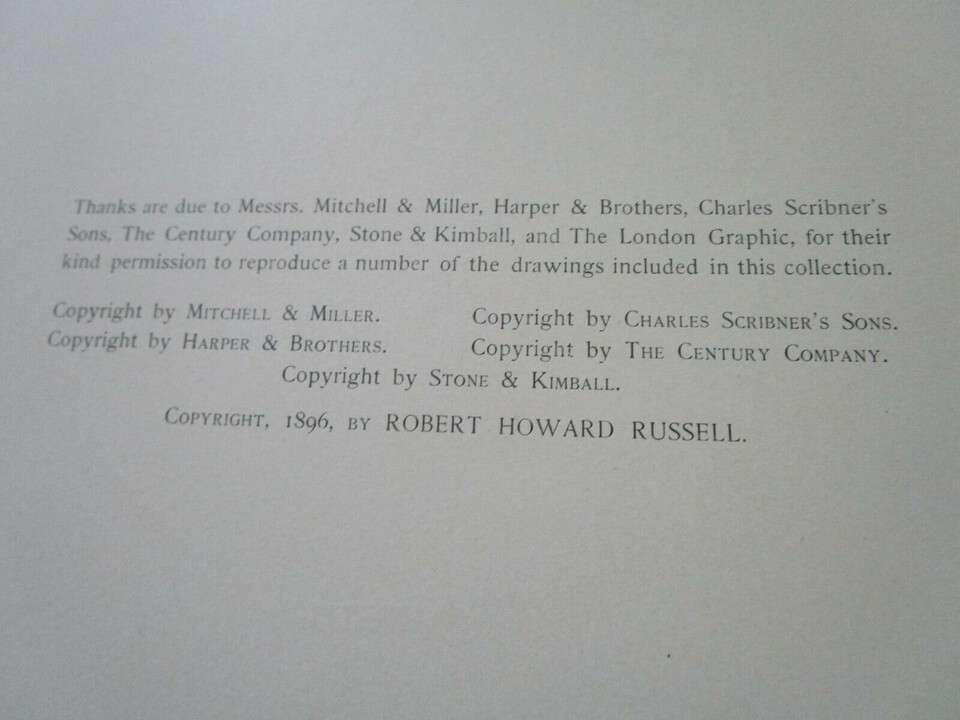 Thanks are due to Messrs. Mitchell & Miller, Harper & Brothers, Charles Scribner's
Sons, The Century Company, Stone & Kimball, and The London Graphic, for their
kind permission to reproduce a number of the drawings included in this collection.
Copyright by MITCHELL & MILLER. Copyright by CHARLES SCRIBNER'S SONS.
Copyright by HARPER & BROTHERS. Copyright by THE CENTURY COMPANY.
Copyright by STONE & KIMBALL.
COPYRIGHT, 1896, BY ROBERT HOWARD RUSSELL.